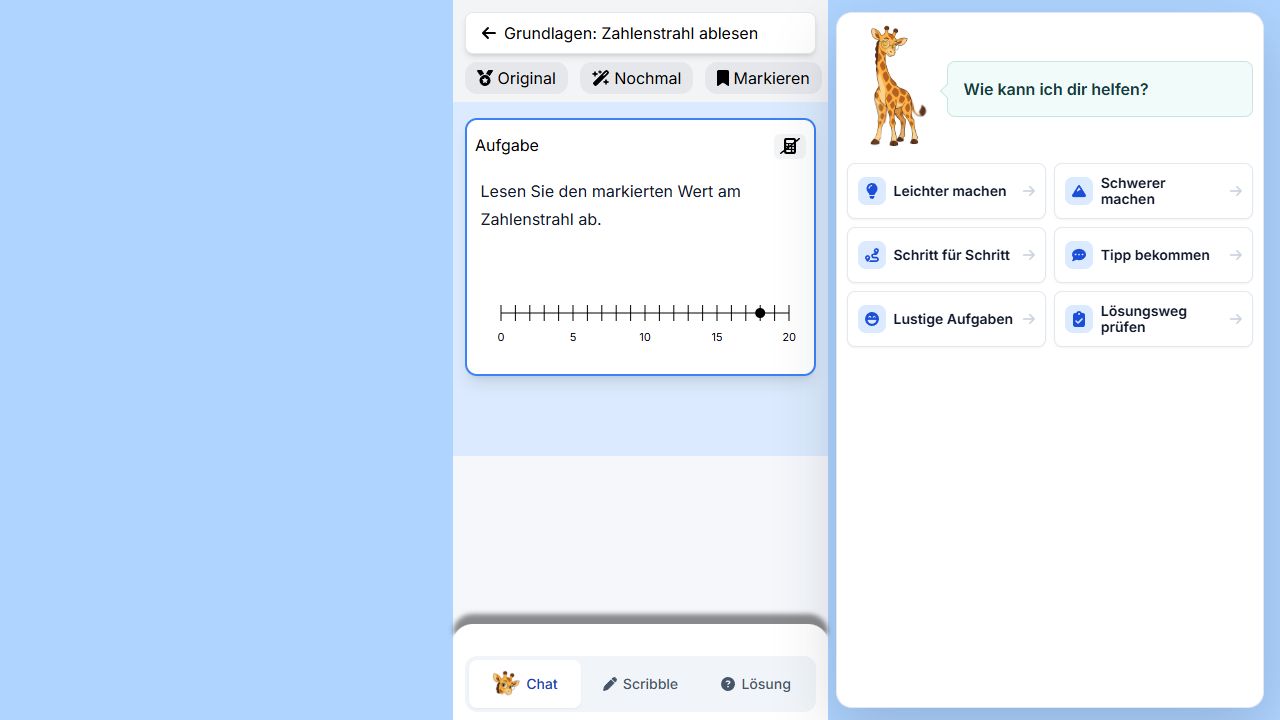 Grundlagen: Zahlenstrahl ablesen
Original
Nochmal
Markieren
Aufgabe
Lesen Sie den markierten Wert am
Zahlenstrahl ab.
0 5 10 15 20
Chat
Scribble
Lösung
Wie kann ich dir helfen?
Leichter machen
Schwerer
machen
Schritt für Schritt
Tipp bekommen
Lustige Aufgaben
Lösungsweg
prüfen